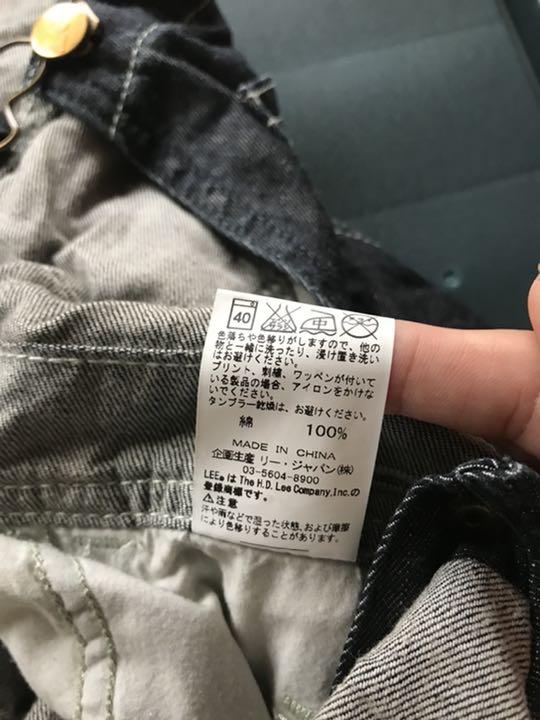 40
色落ちや色移りがしますので、他の
物と一緒に洗ったり、浸け置き洗い
はお避けください。
プリント、刺繍、ワッペンが付いて
いる製品の場合、アイロンをかけな
いでください。
タンブラー乾燥は、お避けください。
綿 100%
MADE IN CHINA
企画生産 リー・ジャパン(株)
03-5604-8900
LEE®は The H.D. Lee Company, Inc.の
登録商標です。
⚠注意
汗や雨などで湿った状態、および摩擦
により色移りすることがあります。